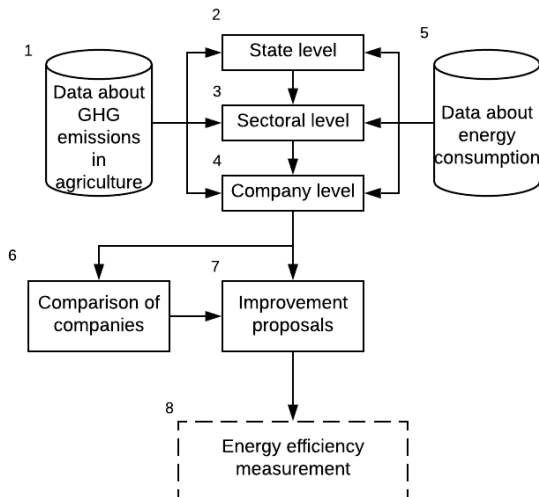 1
Data about
GHG
emissions
in
agriculture
2
State level
3
Sectoral level
4
Company level
5
Data about
energy
consumption
6
Comparison of
companies
7
Improvement
proposals
8
Energy efficiency
measurement